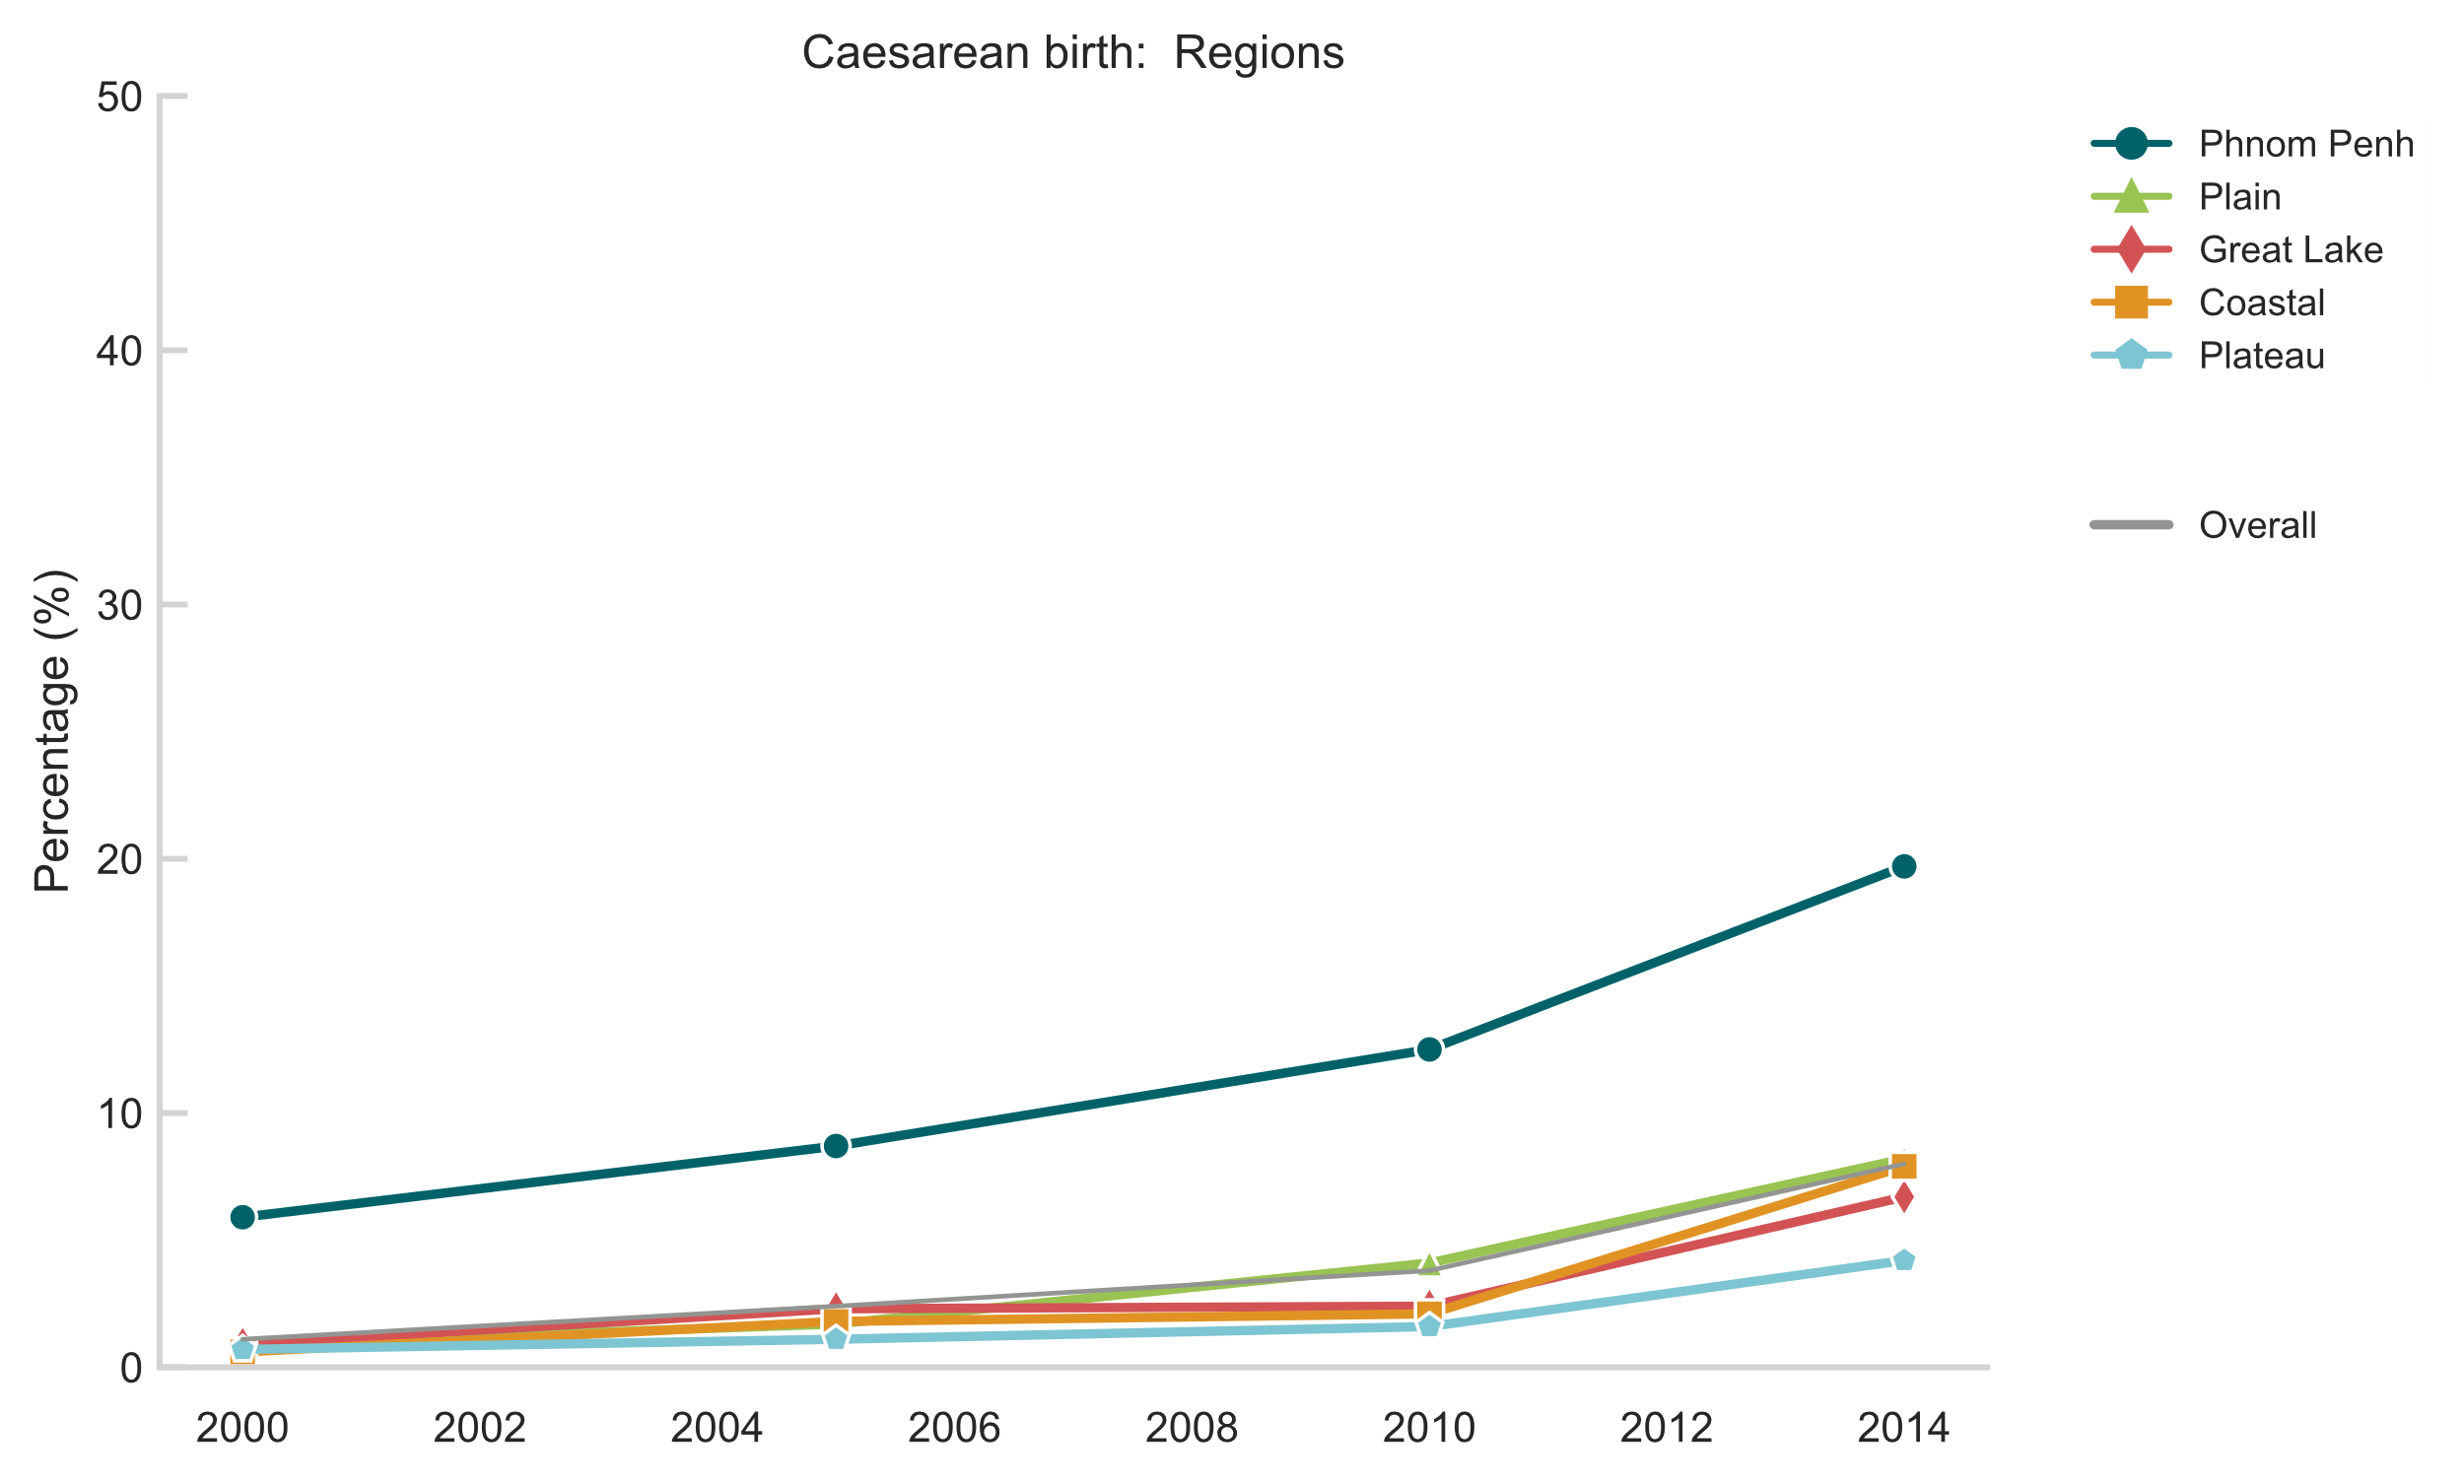 Caesarean birth: Regions
50
40
30
20
10
0
Percentage (%)
2000 2002 2004 2006 2008 2010 2012 2014
Phnom Penh
Plain
Great Lake
Coastal
Plateau
Overall